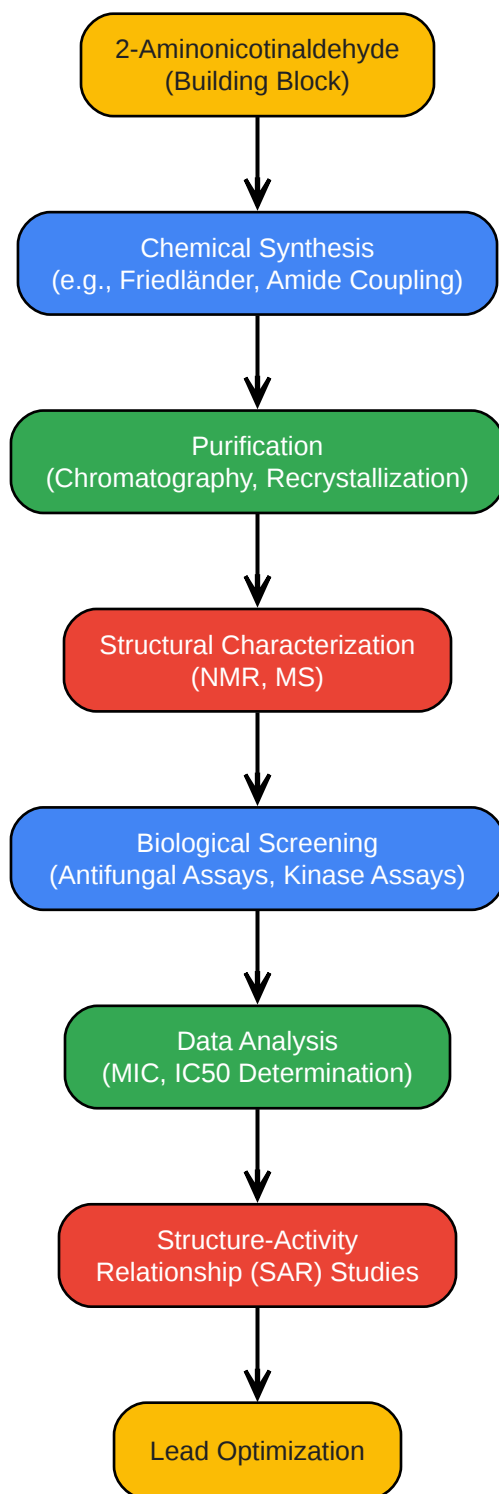 2-Aminonicotinaldehyde
(Building Block)
Chemical Synthesis
(e.g., Friedländer, Amide Coupling)
Purification
(Chromatography, Recrystallization)
Structural Characterization
(NMR, MS)
Biological Screening
(Antifungal Assays, Kinase Assays)
Data Analysis
(MIC, IC50 Determination)
Structure-Activity
Relationship (SAR) Studies
Lead Optimization